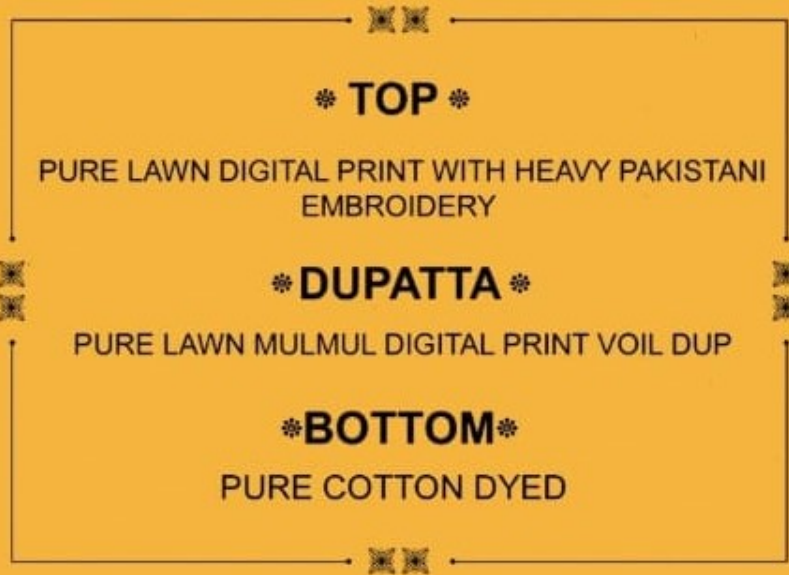 TOP
PURE LAWN DIGITAL PRINT WITH HEAVY PAKISTANI
EMBROIDERY
DUPATTA
PURE LAWN MULMUL DIGITAL PRINT VOIL DUP
BOTTOM
PURE COTTON DYED